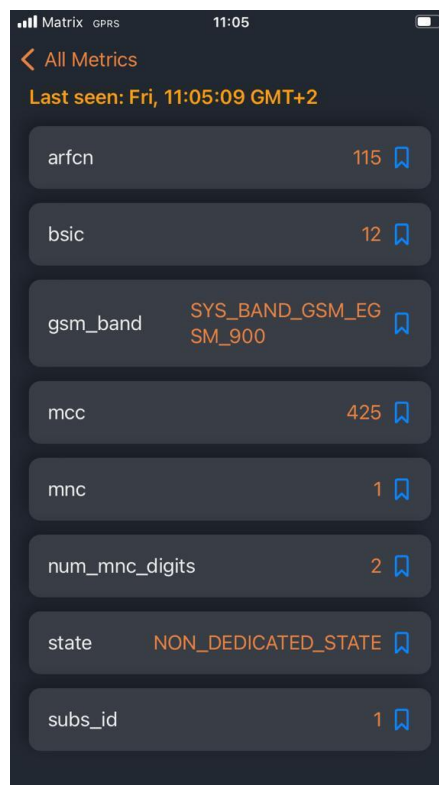 Matrix GPRS 11:05
All Metrics
Last seen: Fri, 11:05:09 GMT+2
arfcn 115
bsic 12
gsm_band SYS_BAND_GSM_EG
SM_900
mcc 425
mnc 1
num_mnc_digits 2
state NON_DEDICATED_STATE
subs_id 1